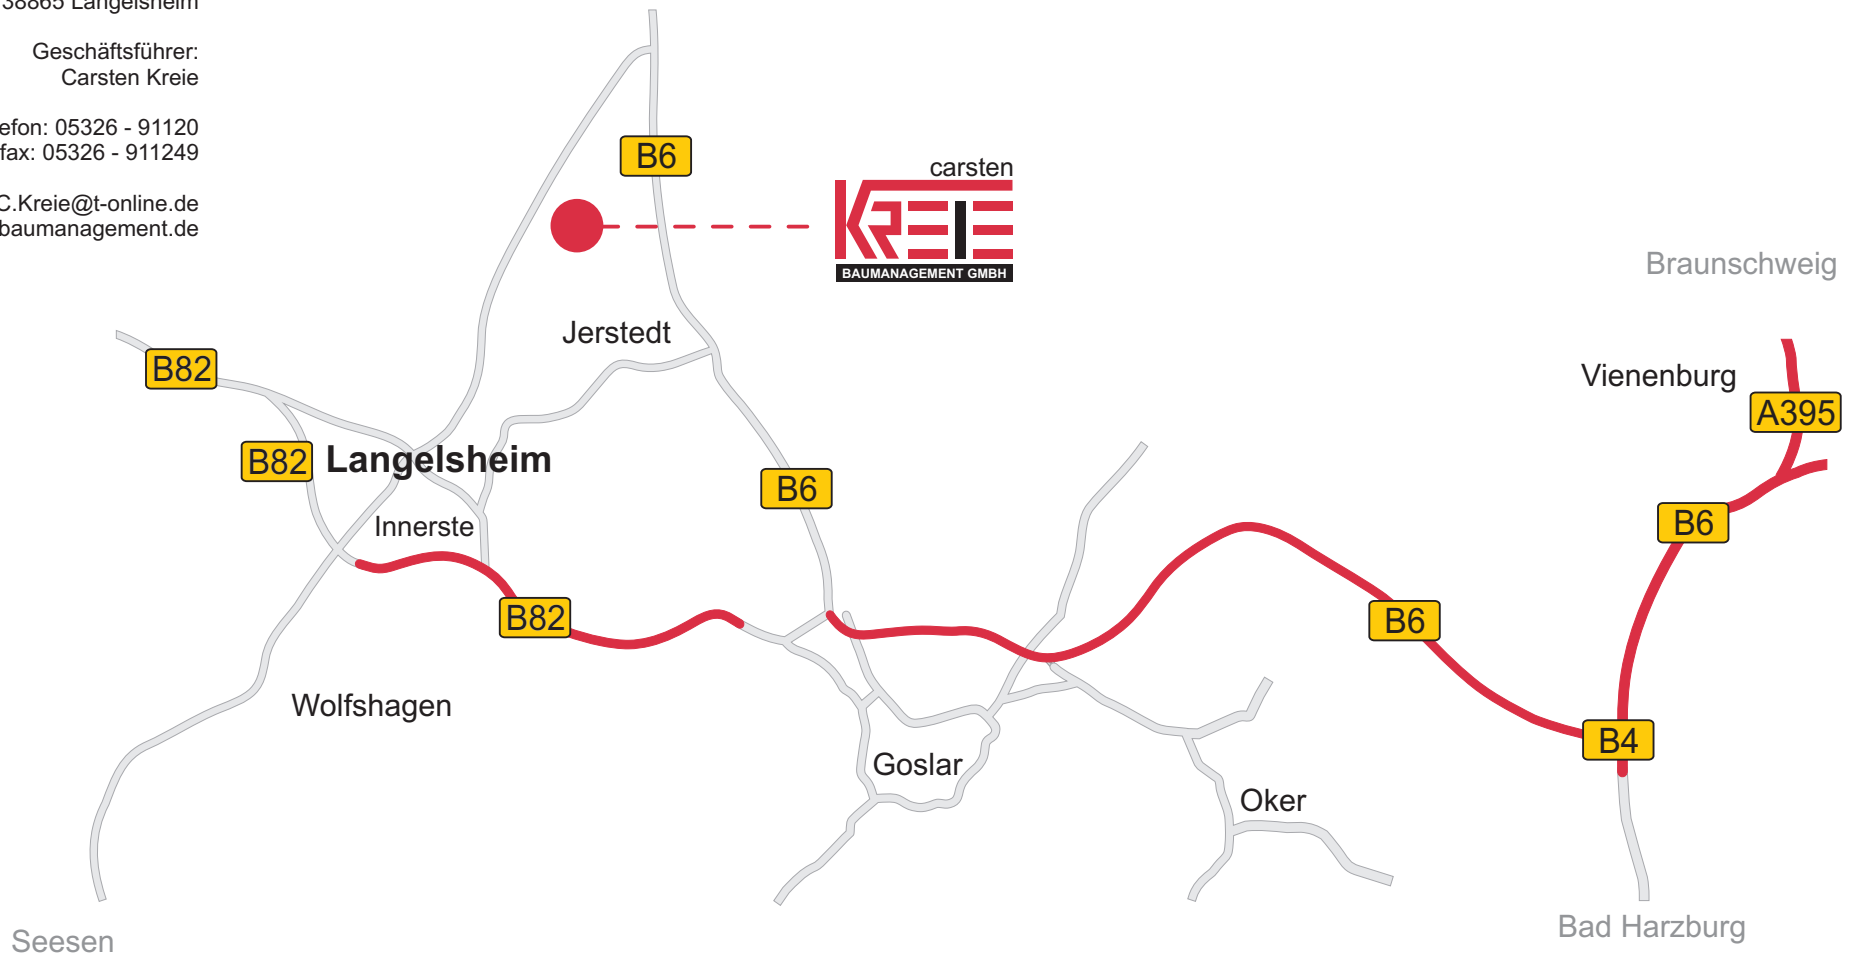 38865 Langelsheim
Geschäftsführer:
Carsten Kreie
efon: 05326 - 91120
fax: 05326 - 911249
C.Kreie@t-online.de
baumanagement.de
B6
carsten
KREIE
BAUMANAGEMENT GMBH
Braunschweig
Jerstedt
B82
Vienenburg
A395
B82
Langelsheim
B6
Innerste
B6
B82
B6
Wolfshagen
B4
Goslar
Oker
Bad Harzburg
Seesen